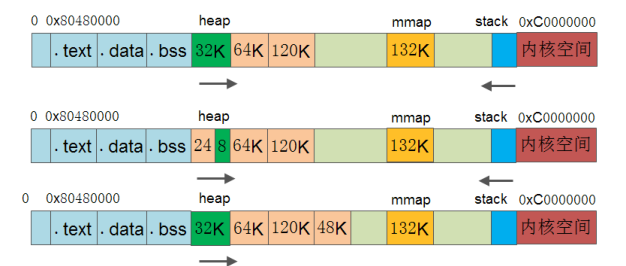 0 0x80480000 heap mmap stack 0xC0000000
. text . data . bss 32K 64K 120K 132K 内核空间
0 0x80480000 heap mmap stack 0xC0000000
. text . data . bss 24 8 64K 120K 132K 内核空间
0 0x80480000 heap mmap stack 0xC0000000
. text . data . bss 32K 64K 120K 48K 132K 内核空间